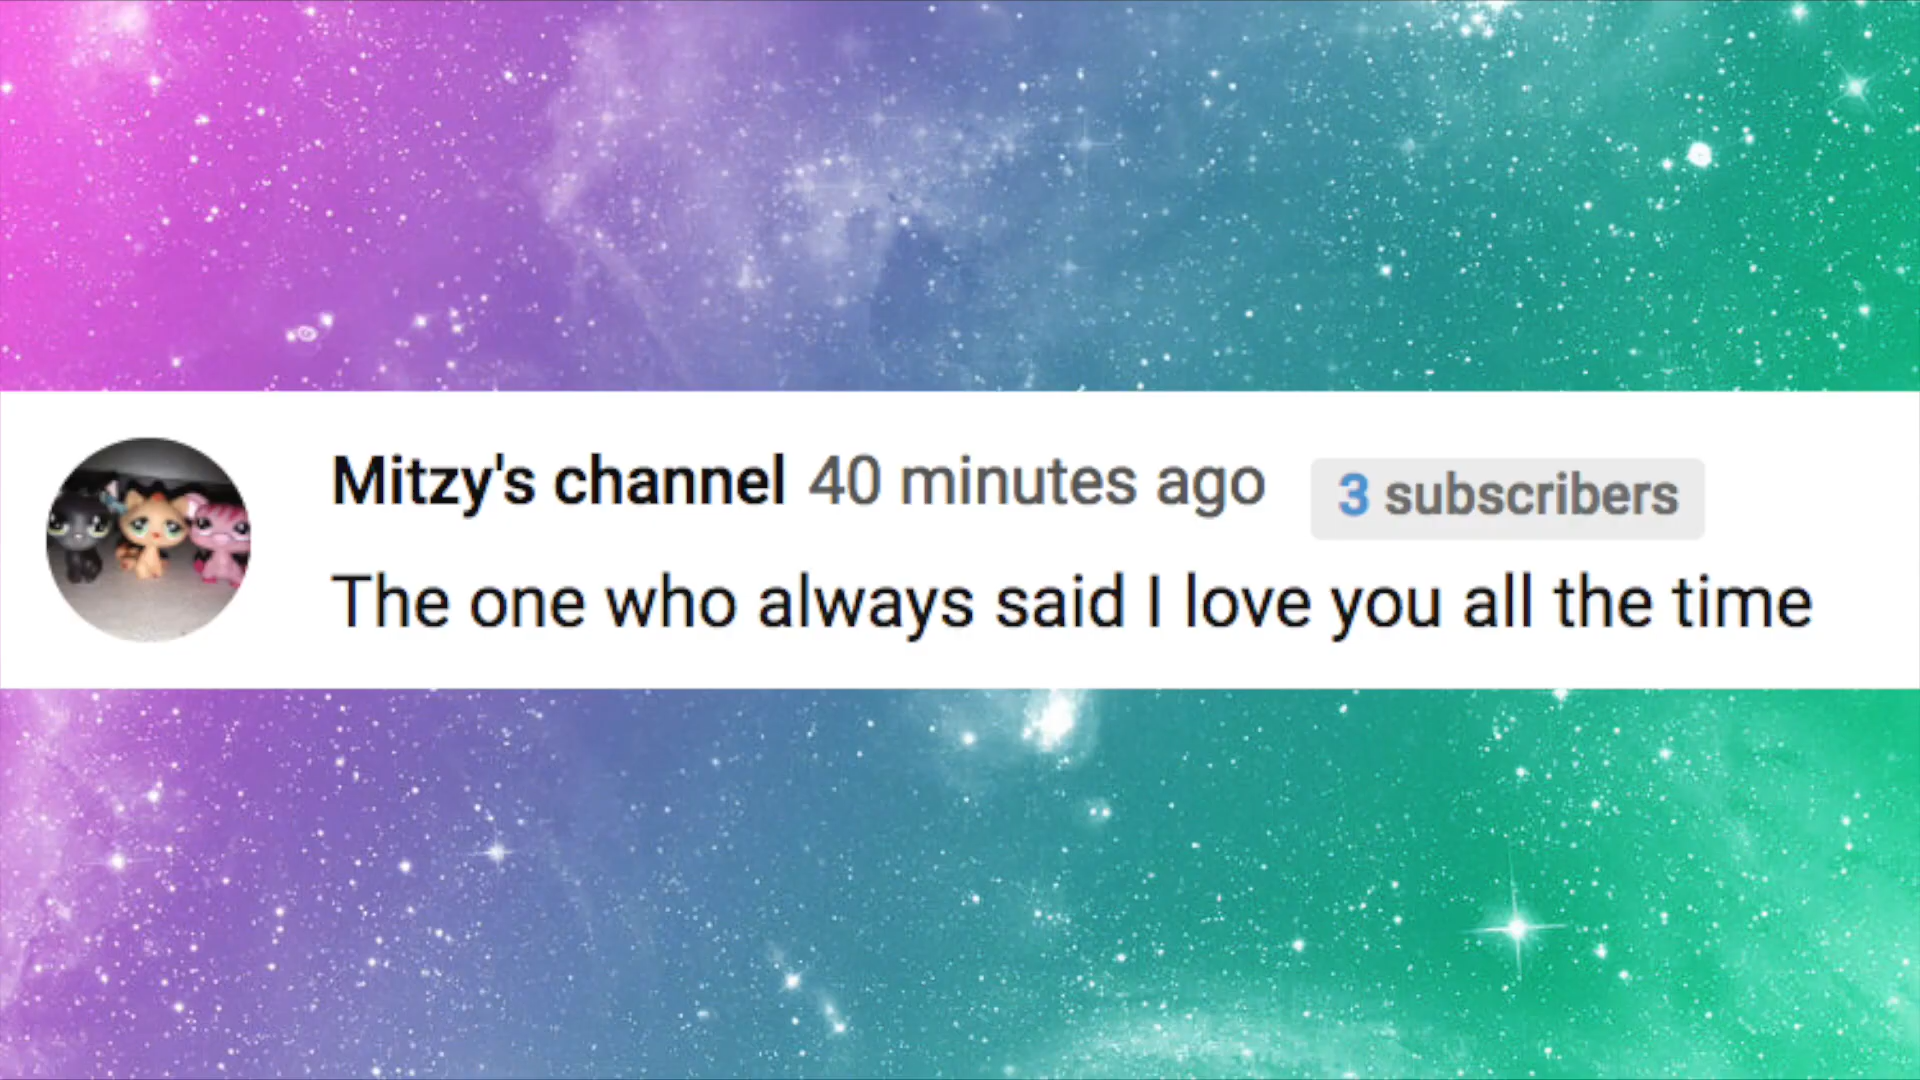 Mitzy's channel 40 minutes ago 3 subscribers
The one who always said I love you all the time